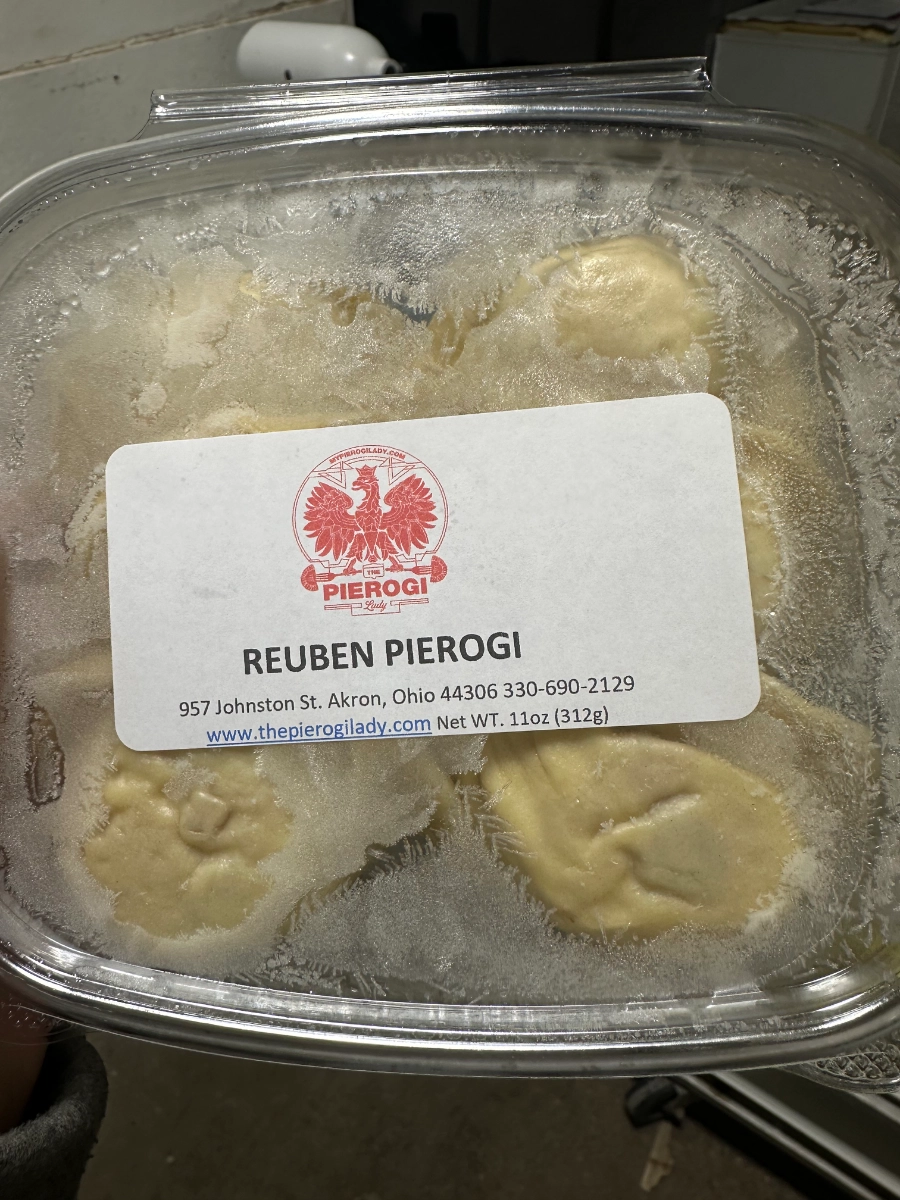 MYPIEROGILADY.COM
THE
PIEROGI
Lady
REUBEN PIEROGI
957 Johnston St. Akron, Ohio 44306 330-690-2129
www.thepierogilady.com Net WT. 11oz (312g)